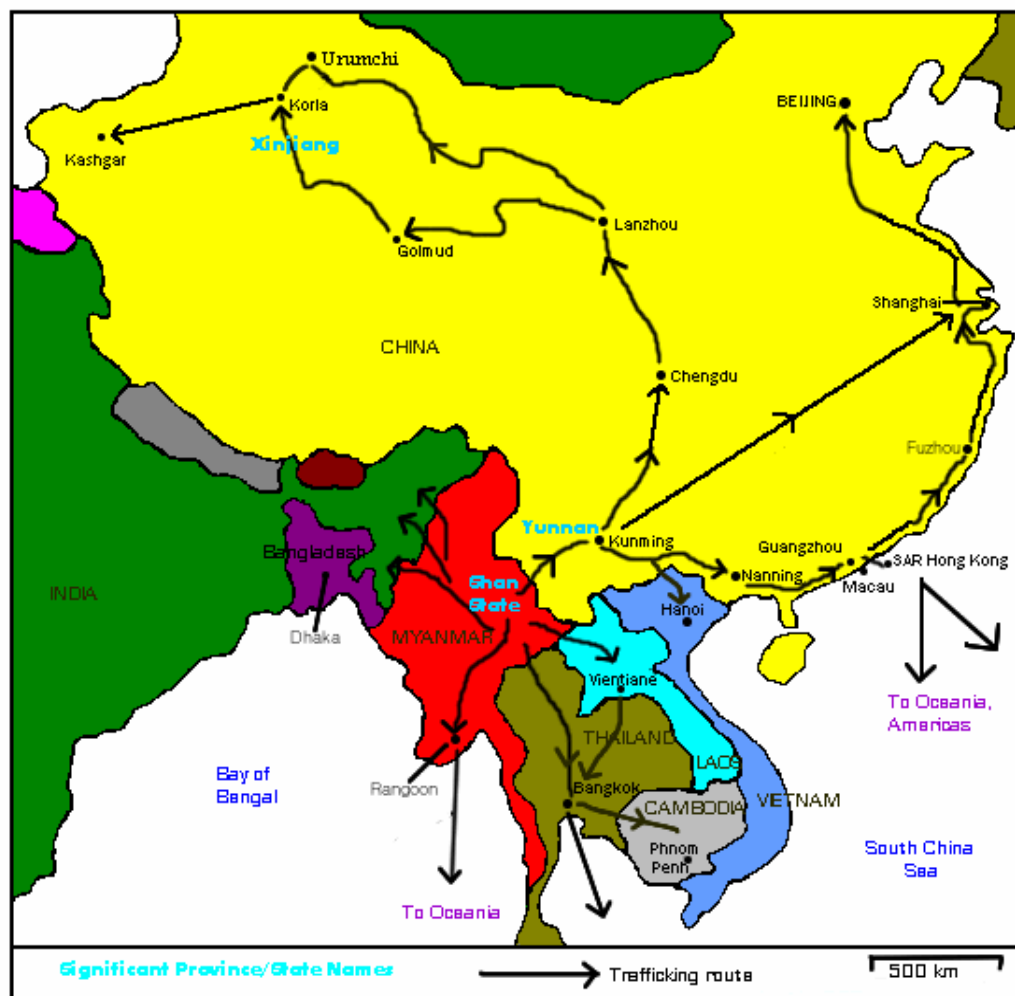 Urumchi
Korla
BEIJING
Xinjiang
Kashgar
Lanzhou
Golmud
Shanghai
CHINA
Chengdu
Fuzhou
Yunnan
Kunming
Bangladesh
Guangzhou
SAR Hong Kong
Nanning
Macau
INDIA
Shan
State
Hanoi
Dhaka
MYANMAR
Vientiane
To Oceania,
Americas
THAILAND
LAOS
Bay of
Bengal
Rangoon
Bangkok
CAMBODIA
VIETNAM
Phnom
Penh
South China
Sea
To Oceania
Significant Province/State Names
Trafficking route
500 km